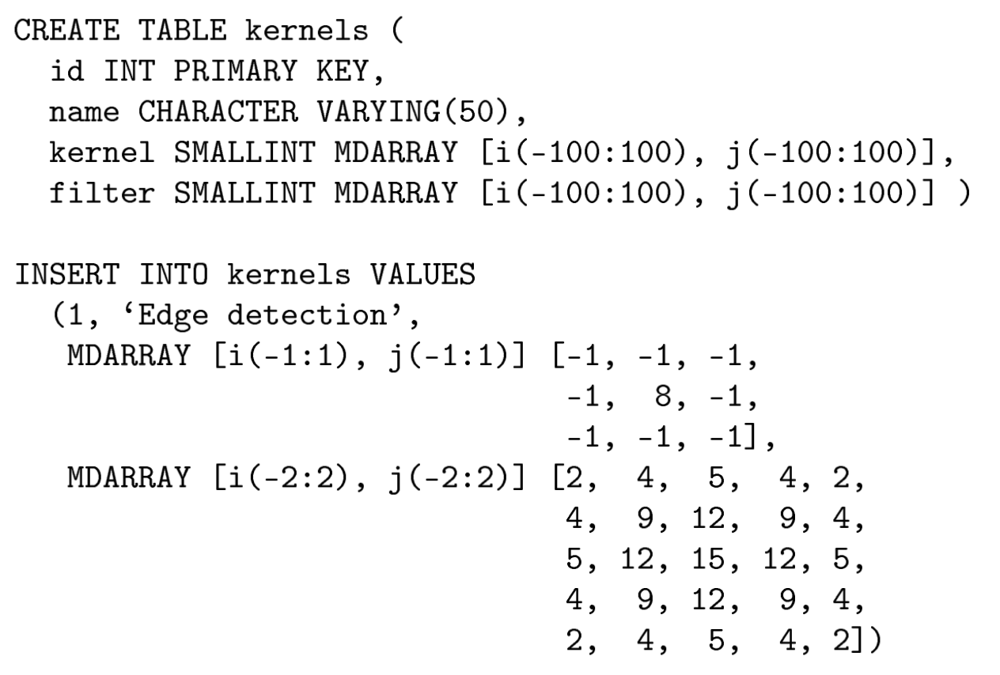 CREATE TABLE kernels (
  id INT PRIMARY KEY,
  name CHARACTER VARYING(50),
  kernel SMALLINT MDARRAY [i(-100:100), j(-100:100)],
  filter SMALLINT MDARRAY [i(-100:100), j(-100:100)] )

INSERT INTO kernels VALUES
  (1, ‘Edge detection’,
   MDARRAY [i(-1:1), j(-1:1)] [-1, -1, -1,
                               -1,  8, -1,
                               -1, -1, -1],
   MDARRAY [i(-2:2), j(-2:2)] [2,  4,  5,  4, 2,
                               4,  9, 12,  9, 4,
                               5, 12, 15, 12, 5,
                               4,  9, 12,  9, 4,
                               2,  4,  5,  4, 2])